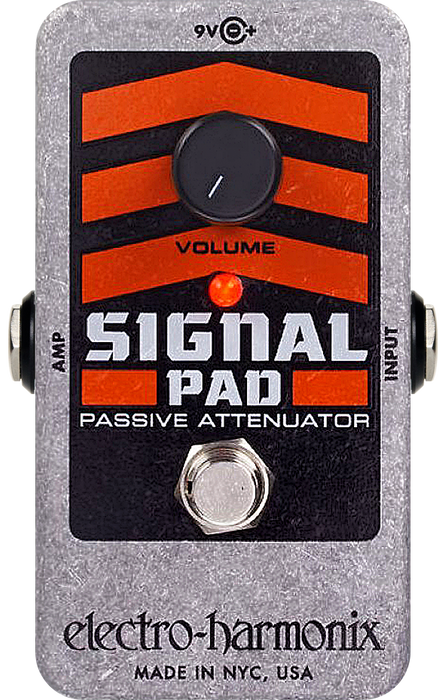 9V +
VOLUME
AMP
INPUT
SIGNAL
PAD
PASSIVE ATTENUATOR
electro-harmonix
MADE IN NYC, USA